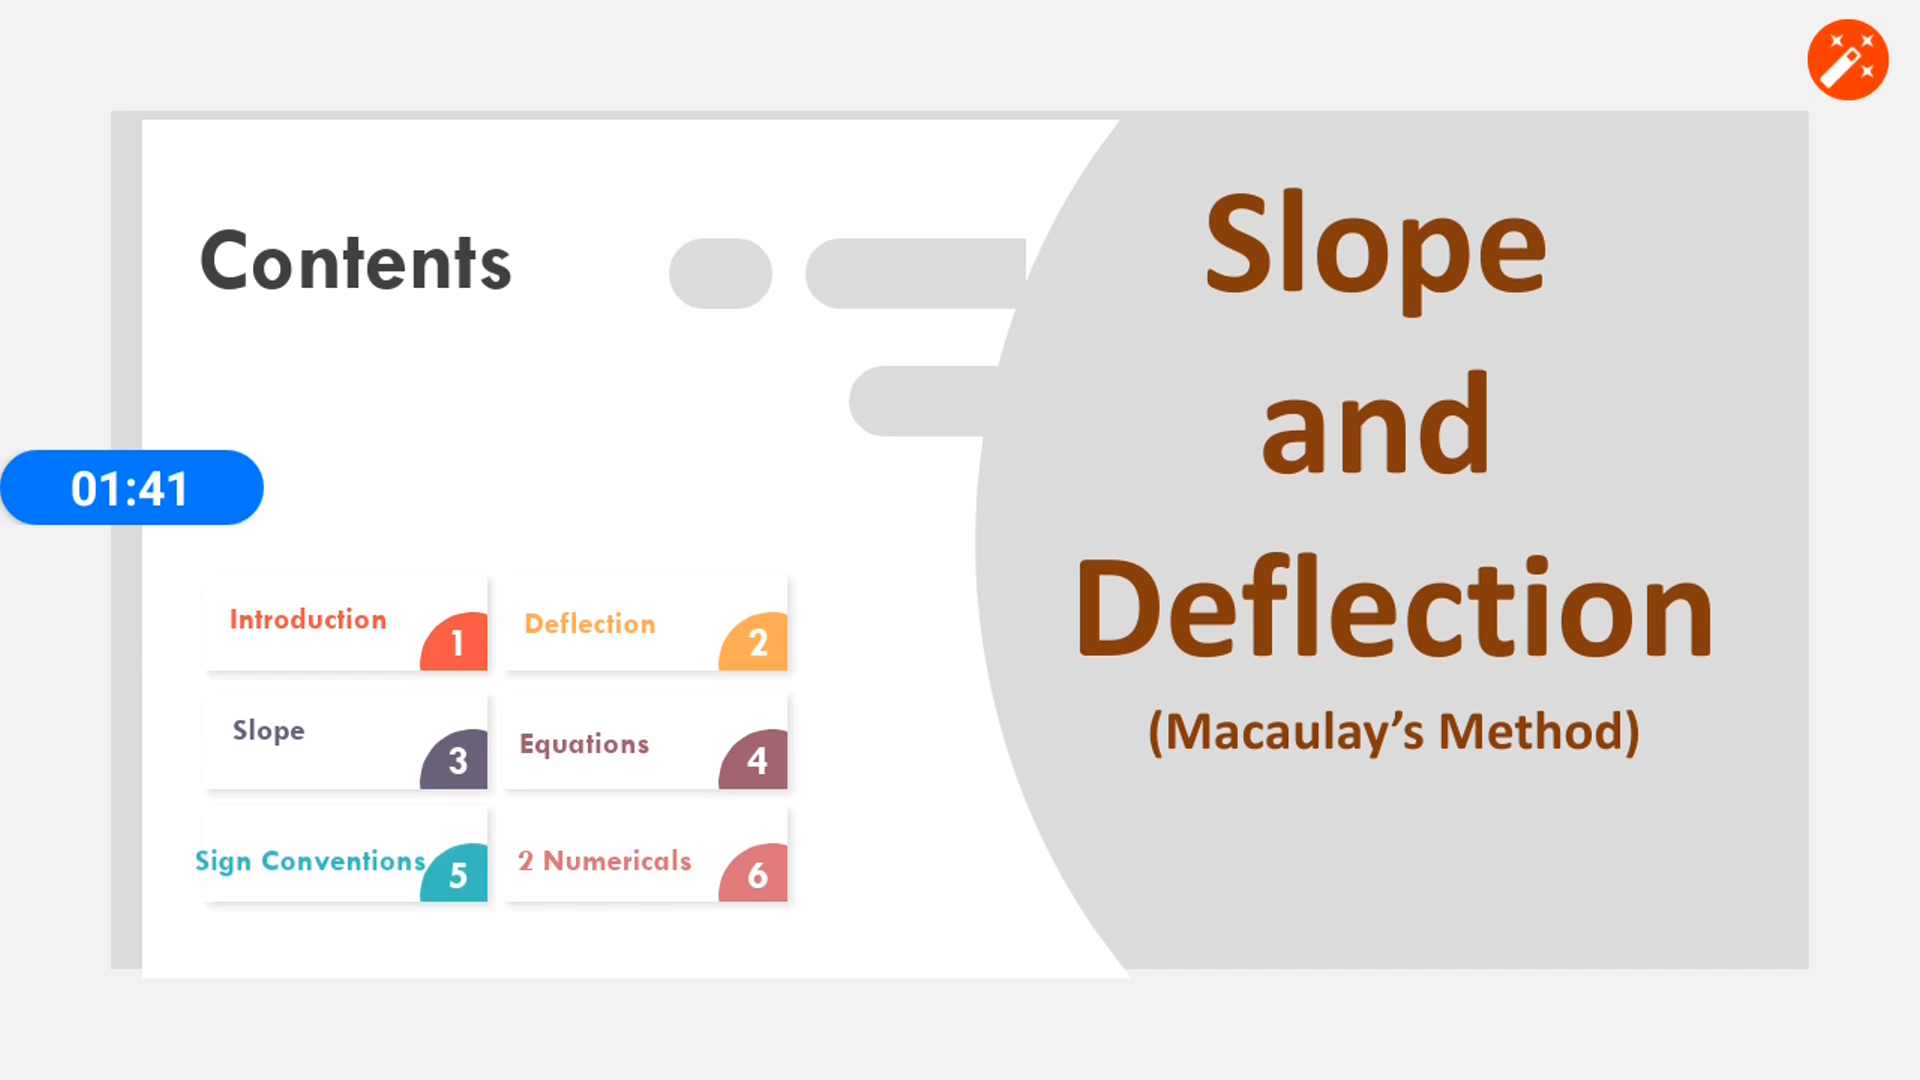 Contents
01:41
Introduction
1
Deflection
2
Slope
3
Equations
4
Sign Conventions
5
2 Numericals
6
Slope
and
Deflection
(Macaulay’s Method)